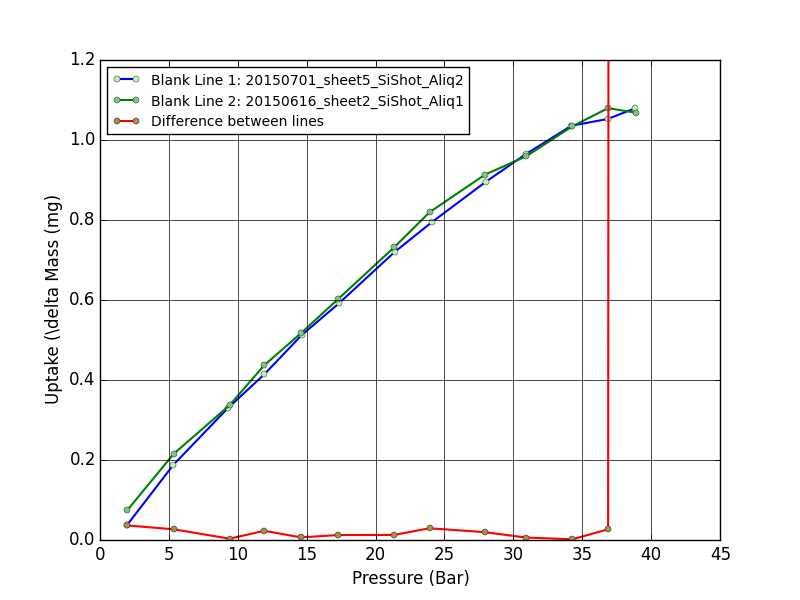 Blank Line 1: 20150701_sheet5_SiShot_Aliq2
Blank Line 2: 20150616_sheet2_SiShot_Aliq1
Difference between lines
1.2
1.0
0.8
0.6
0.4
0.2
0.0
Uptake (\delta Mass (mg)
0 5 10 15 20 25 30 35 40 45
Pressure (Bar)